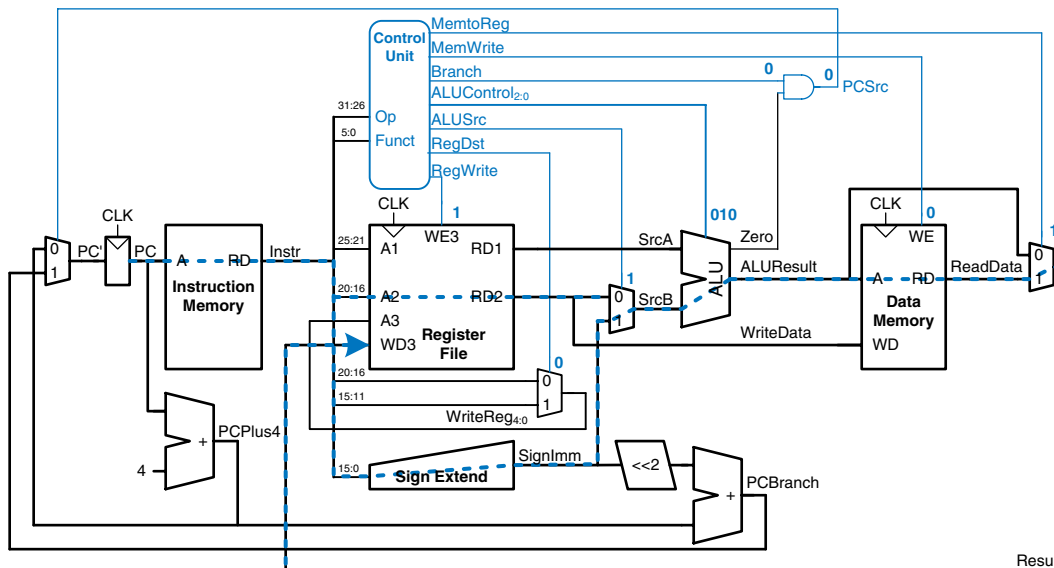 MemtoReg
Control
Unit
MemWrite
Branch
0
0
PCSrc
ALUControl2:0
31:26
Op
ALUSrc
5:0
Funct
RegDst
RegWrite
CLK
CLK
CLK
1
010
0
1
0
1
PC'
PC
A
RD
Instruction
Memory
Instr
25:21
A1
WE3
RD1
SrcA
Zero
WE
0
1
20:16
A2
RD2
1
0
1
SrcB
ALU
ALUResult
A
RD
ReadData
Data
Memory
A3
Register
File
WD3
WriteData
WD
20:16
0
0
1
15:11
WriteReg4:0
PCPlus4
+
4
15:0
Sign Extend
SignImm
<<2
+
PCBranch
Resu